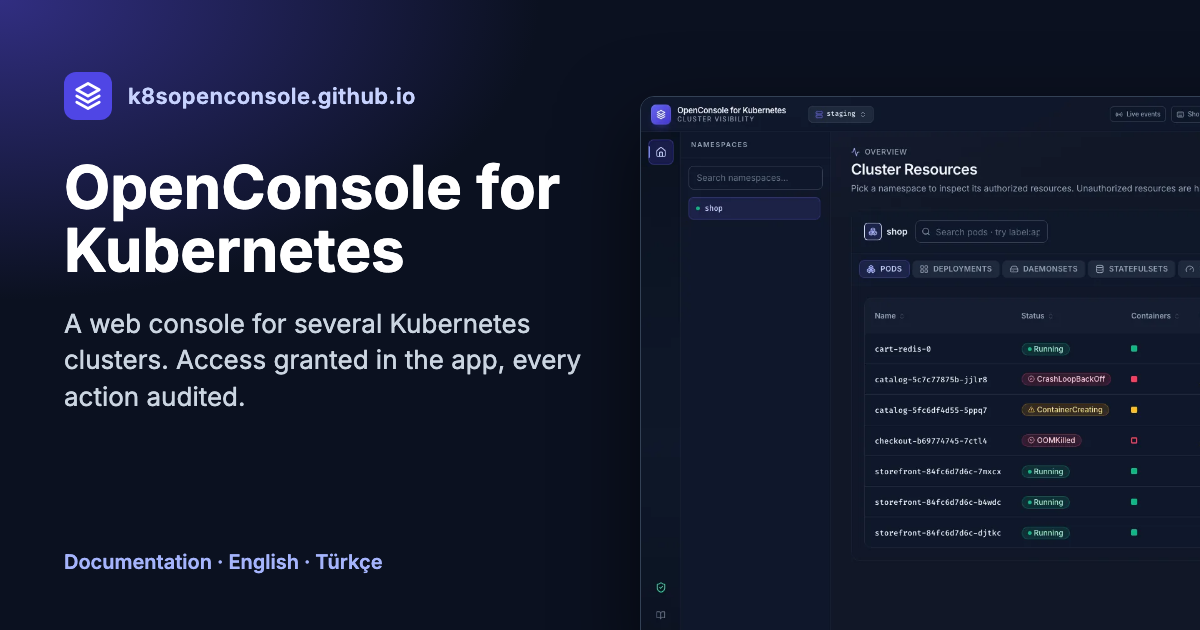 k8sopenconsole.github.io
OpenConsole for
Kubernetes
A web console for several Kubernetes
clusters. Access granted in the app, every
action audited.
Documentation · English · Türkçe
OpenConsole for Kubernetes
CLUSTER VISIBILITY
staging
Live events
Sho
NAMESPACES
Search namespaces...
shop
OVERVIEW
Cluster Resources
Pick a namespace to inspect its authorized resources. Unauthorized resources are h
shop
Search pods · try label:ap
PODS
DEPLOYMENTS
DAEMONSETS
STATEFULSETS
Name Status Containers
cart-redis-0 Running
catalog-5c7c77875b-jjlr8 CrashLoopBackOff
catalog-5fc6df4d55-5ppq7 ContainerCreating
checkout-b69774745-7ctl4 OOMKilled
storefront-84fc6d7d6c-7mxcx Running
storefront-84fc6d7d6c-b4wdc Running
storefront-84fc6d7d6c-djtkc Running